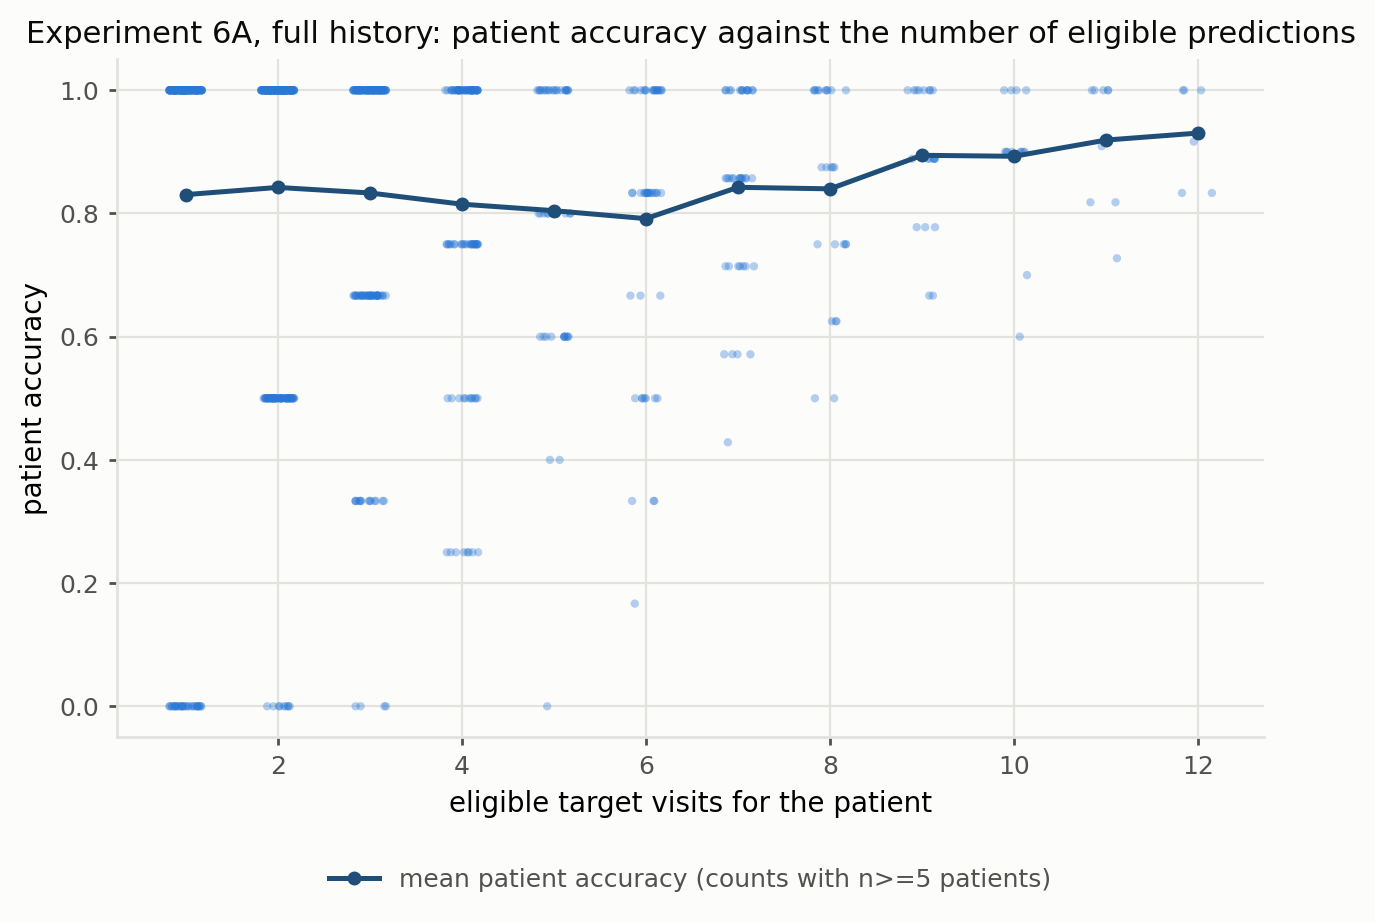 Experiment 6A, full history: patient accuracy against the number of eligible predictions
patient accuracy
1.0
0.8
0.6
0.4
0.2
0.0
2 4 6 8 10 12
eligible target visits for the patient
mean patient accuracy (counts with n>=5 patients)